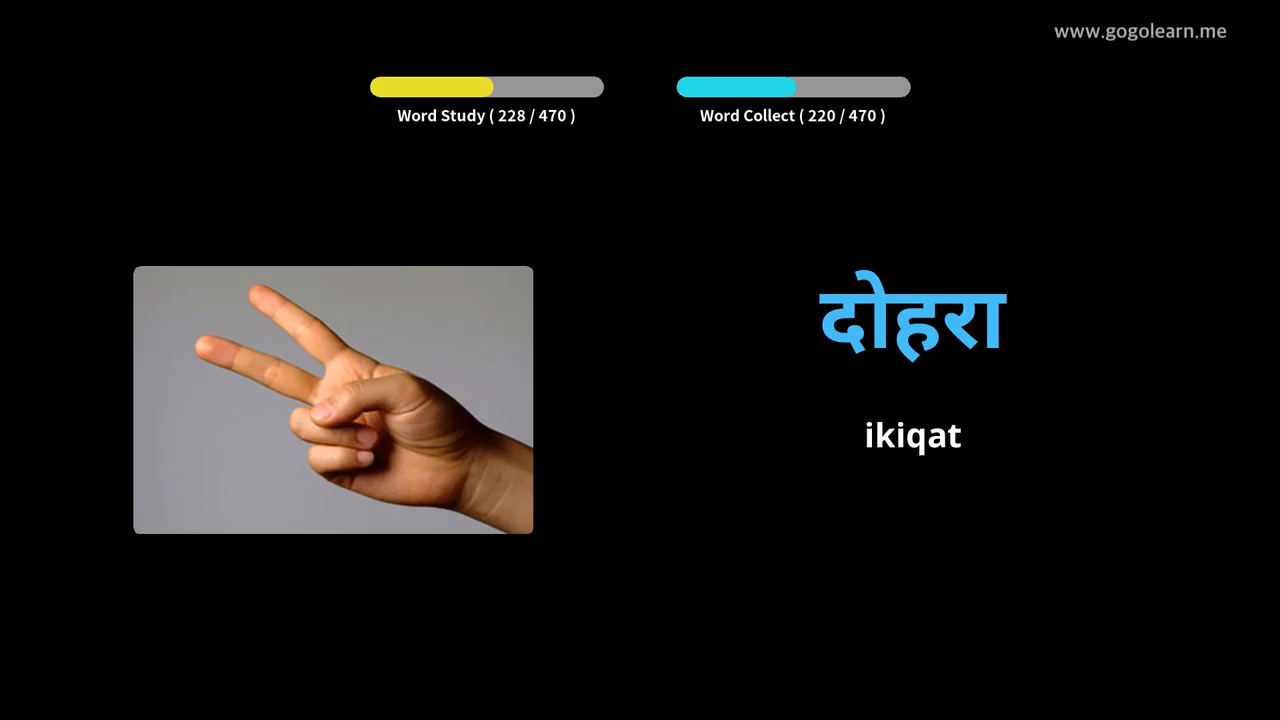 www.gogolearn.me
Word Study ( 228 / 470 )
Word Collect ( 220 / 470 )
दोहरा
ikiqat